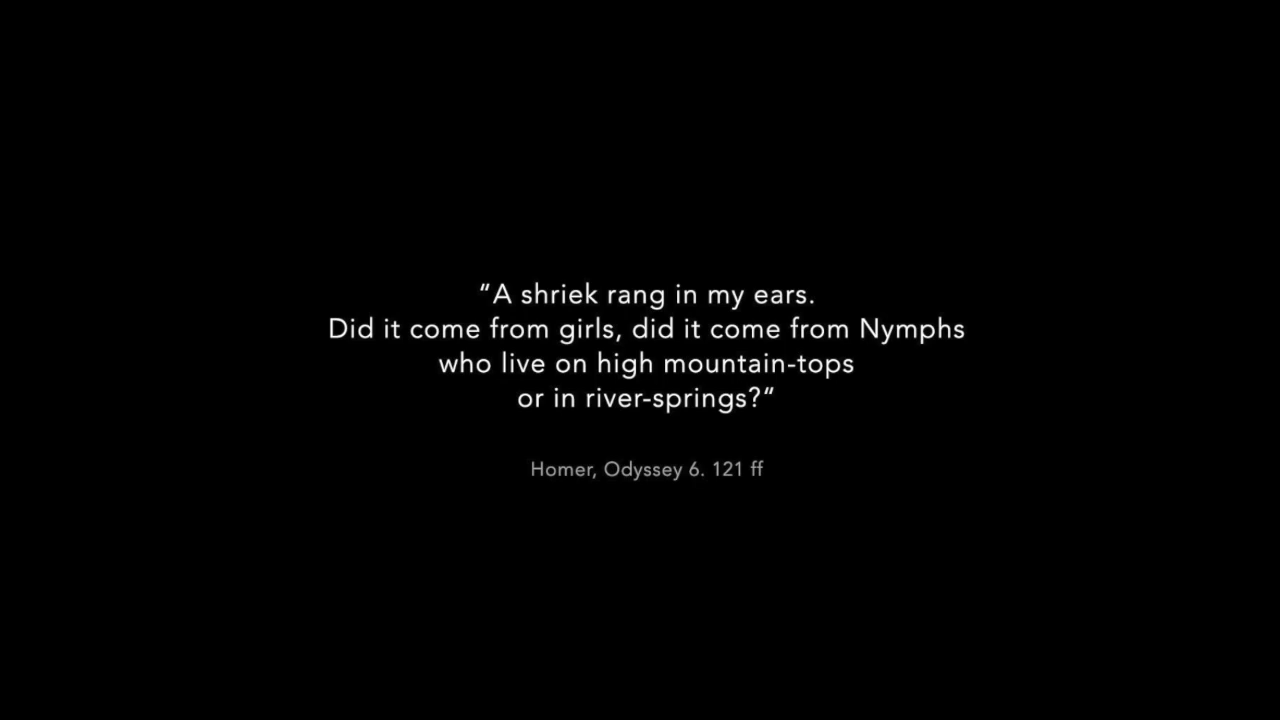 “A shriek rang in my ears.
Did it come from girls, did it come from Nymphs
who live on high mountain-tops
or in river-springs?“
Homer, Odyssey 6. 121 ff